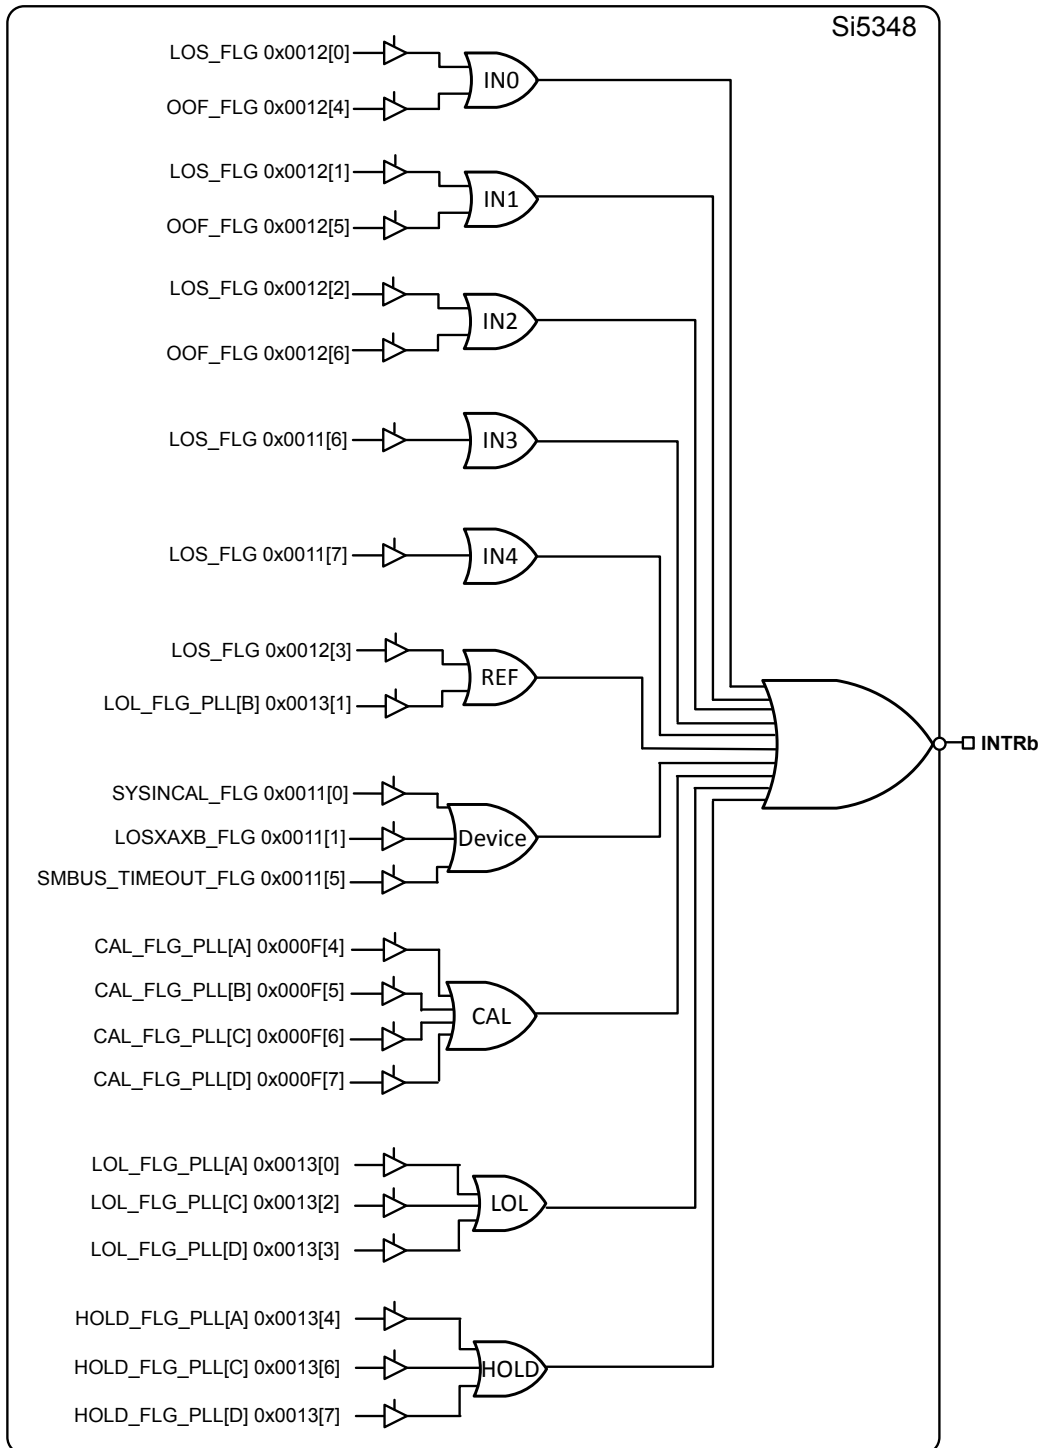 Si5348
LOS_FLG 0x0012[0]
IN0
OOF_FLG 0x0012[4]
LOS_FLG 0x0012[1]
IN1
OOF_FLG 0x0012[5]
LOS_FLG 0x0012[2]
IN2
OOF_FLG 0x0012[6]
LOS_FLG 0x0011[6]
IN3
LOS_FLG 0x0011[7]
IN4
LOS_FLG 0x0012[3]
REF
LOL_FLG_PLL[B] 0x0013[1]
INTRb
SYSINCAL_FLG 0x0011[0]
LOSXAXB_FLG 0x0011[1]
Device
SMBUS_TIMEOUT_FLG 0x0011[5]
CAL_FLG_PLL[A] 0x000F[4]
CAL_FLG_PLL[B] 0x000F[5]
CAL
CAL_FLG_PLL[C] 0x000F[6]
CAL_FLG_PLL[D] 0x000F[7]
LOL_FLG_PLL[A] 0x0013[0]
LOL_FLG_PLL[C] 0x0013[2]
LOL
LOL_FLG_PLL[D] 0x0013[3]
HOLD_FLG_PLL[A] 0x0013[4]
HOLD_FLG_PLL[C] 0x0013[6]
HOLD
HOLD_FLG_PLL[D] 0x0013[7]